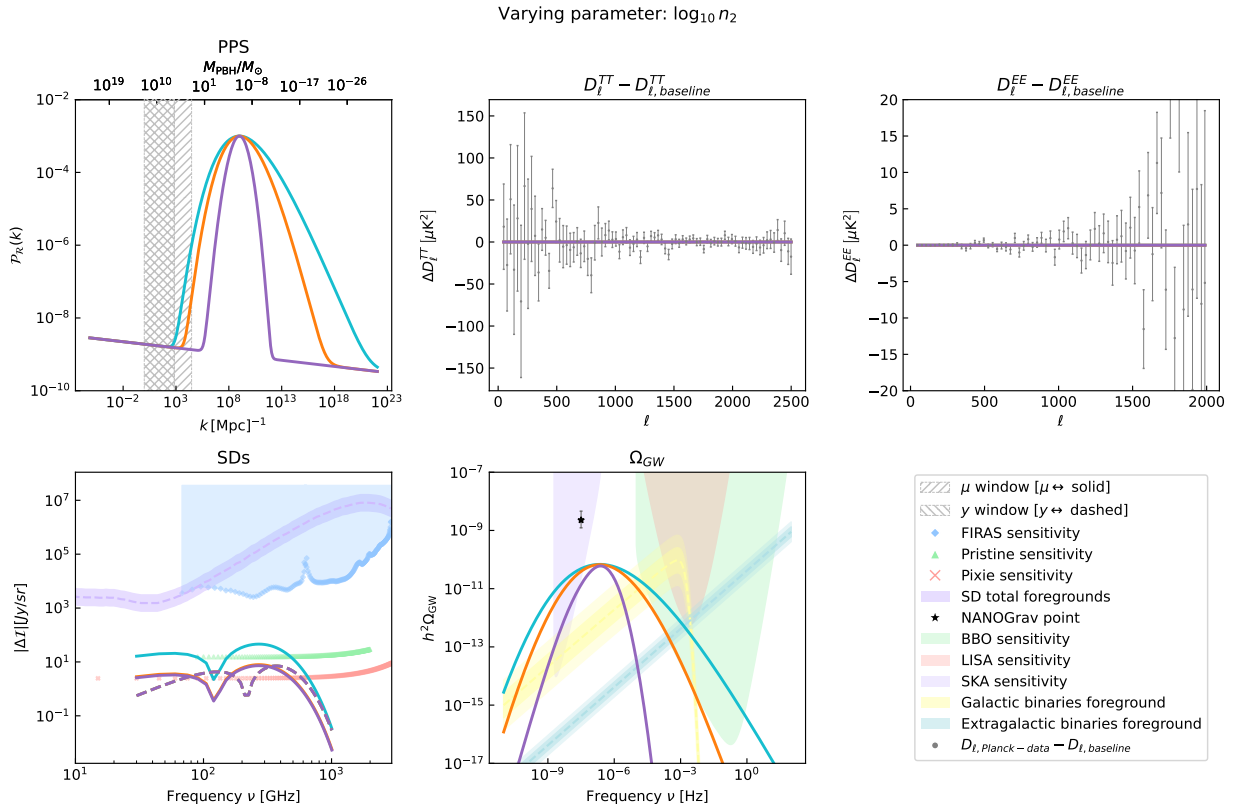 Varying parameter: log₁₀ n₂
PPS
M_PBH/M_⊙
10¹⁹ 10¹⁰ 10¹ 10⁻⁸ 10⁻¹⁷ 10⁻²⁶
10⁻²
10⁻⁴
10⁻⁶
10⁻⁸
10⁻¹⁰
𝒫_ℛ(k)
10⁻² 10³ 10⁸ 10¹³ 10¹⁸ 10²³
k [Mpc]⁻¹
D_ℓ^{TT} − D_{ℓ, baseline}^{TT}
150
100
50
0
−50
−100
−150
ΔD_ℓ^{TT} [μK²]
0 500 1000 1500 2000 2500
ℓ
D_ℓ^{EE} − D_{ℓ, baseline}^{EE}
20
15
10
5
0
−5
−10
−15
−20
ΔD_ℓ^{EE} [μK²]
0 500 1000 1500 2000
ℓ
SDs
10⁷
10⁵
10³
10¹
10⁻¹
|Δℐ|[Jy/sr]
10¹ 10² 10³
Frequency ν [GHz]
Ω_GW
10⁻⁷
10⁻⁹
10⁻¹¹
10⁻¹³
10⁻¹⁵
10⁻¹⁷
h²Ω_GW
10⁻⁹ 10⁻⁶ 10⁻³ 10⁰
Frequency ν [Hz]
μ window [μ↔ solid]
y window [y↔ dashed]
FIRAS sensitivity
Pristine sensitivity
Pixie sensitivity
SD total foregrounds
NANOGrav point
BBO sensitivity
LISA sensitivity
SKA sensitivity
Galactic binaries foreground
Extragalactic binaries foreground
D_{ℓ, Planck−data} − D_{ℓ, baseline}